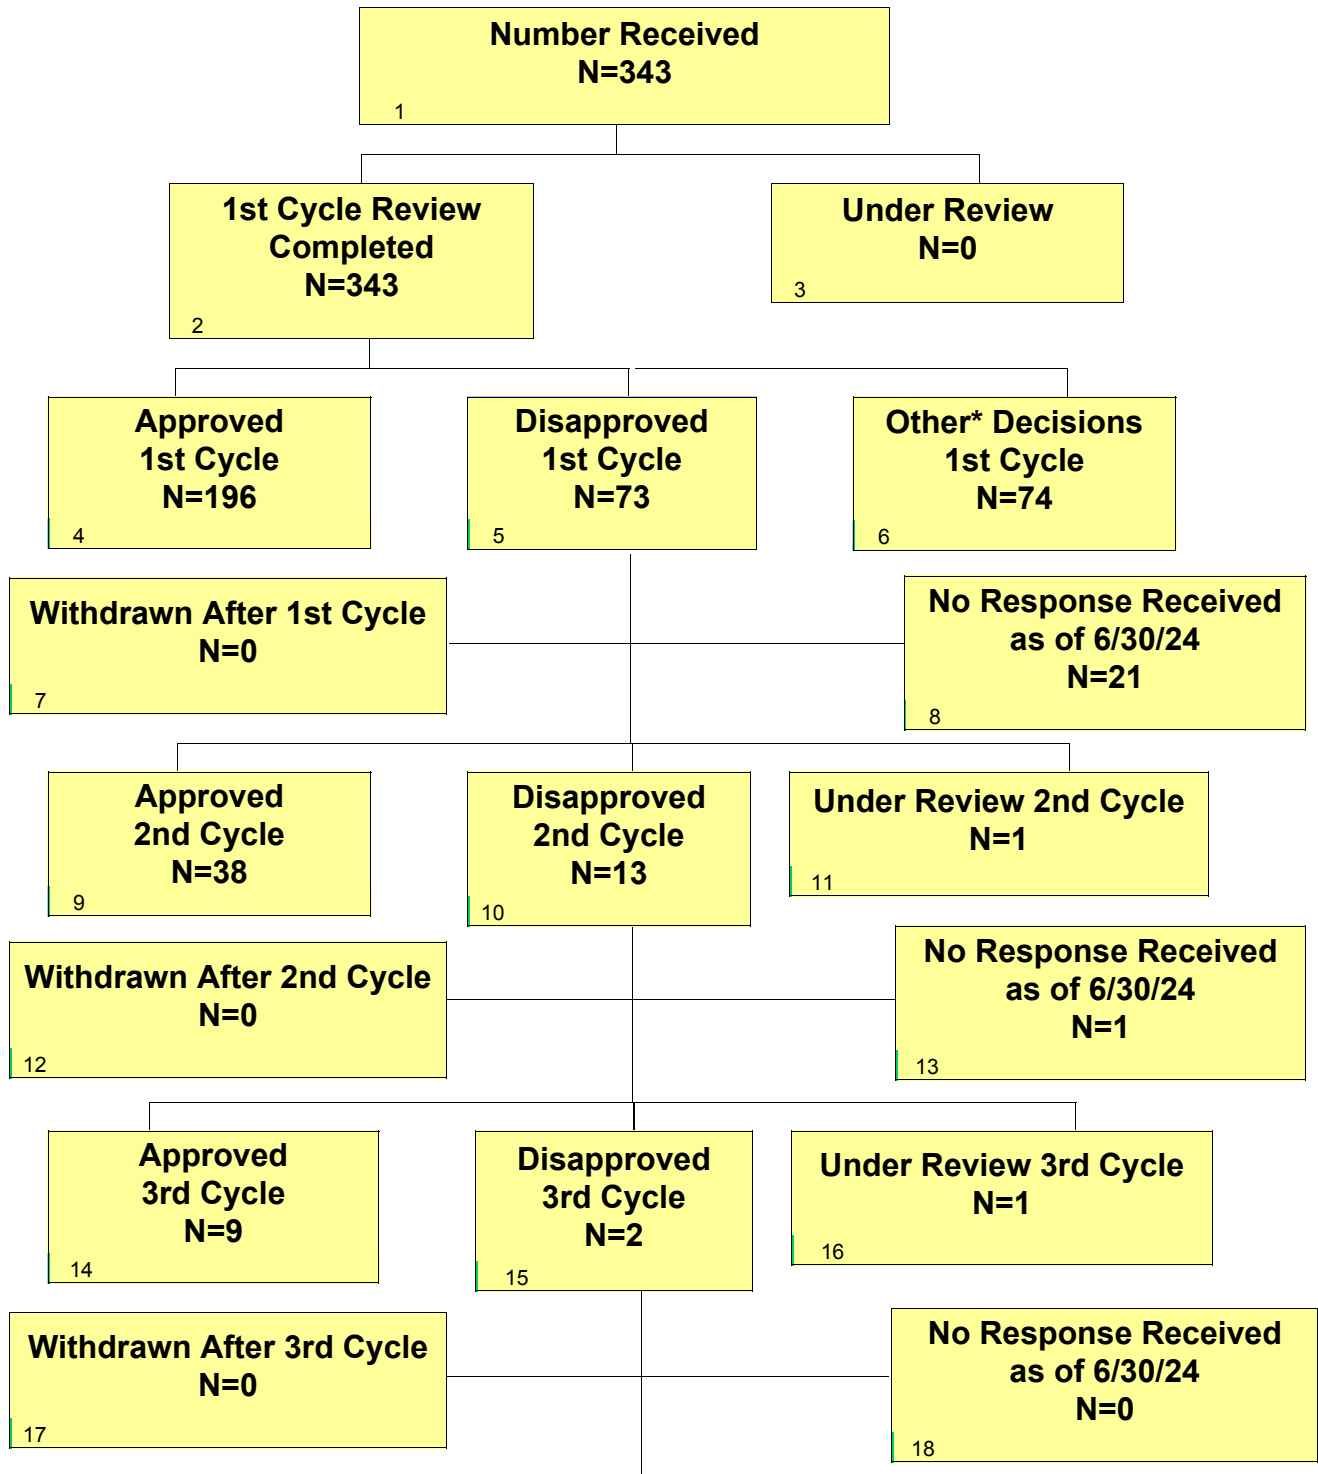 Number Received
N=343
1
1st Cycle Review
Completed
N=343
2
Under Review
N=0
3
Approved
1st Cycle
N=196
4
Disapproved
1st Cycle
N=73
5
Other* Decisions
1st Cycle
N=74
6
Withdrawn After 1st Cycle
N=0
7
No Response Received
as of 6/30/24
N=21
8
Approved
2nd Cycle
N=38
9
Disapproved
2nd Cycle
N=13
10
Under Review 2nd Cycle
N=1
11
Withdrawn After 2nd Cycle
N=0
12
No Response Received
as of 6/30/24
N=1
13
Approved
3rd Cycle
N=9
14
Disapproved
3rd Cycle
N=2
15
Under Review 3rd Cycle
N=1
16
Withdrawn After 3rd Cycle
N=0
17
No Response Received
as of 6/30/24
N=0
18